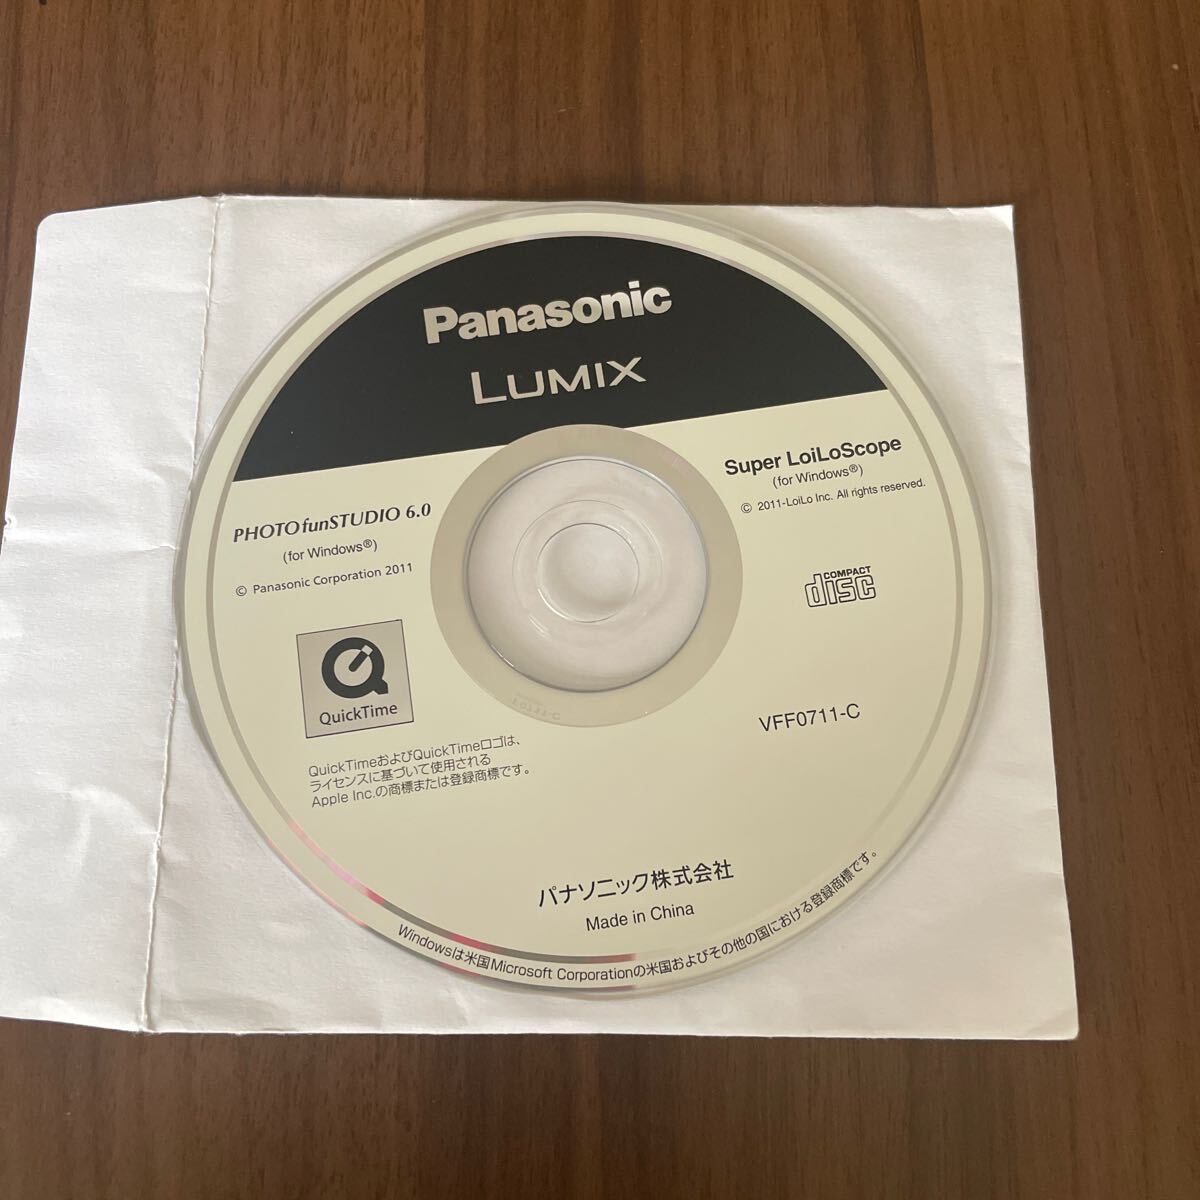 Panasonic
LUMIX
PHOTOfunSTUDIO 6.0
(for Windows®)
© Panasonic Corporation 2011
Super LoiLoScope
(for Windows®)
© 2011-LoiLo Inc. All rights reserved.
COMPACT
disc
QuickTime
QuickTimeおよびQuickTimeロゴは、
ライセンスに基づいて使用される
Apple Inc.の商標または登録商標です。
VFF0711-C
パナソニック株式会社
Made in China
Windowsは米国Microsoft Corporationの米国およびその他の国における登録商標です。